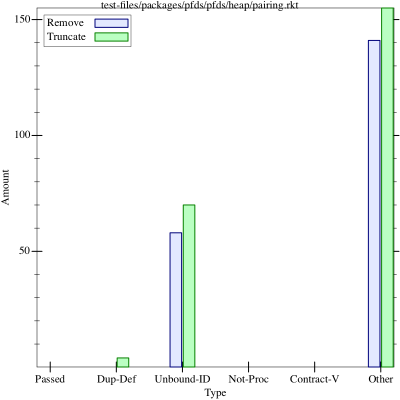 test-files/packages/pfds/pfds/heap/pairing.rkt
Remove
Truncate
150
100
50
Amount
Passed Dup-Def Unbound-ID Not-Proc Contract-V Other
Type